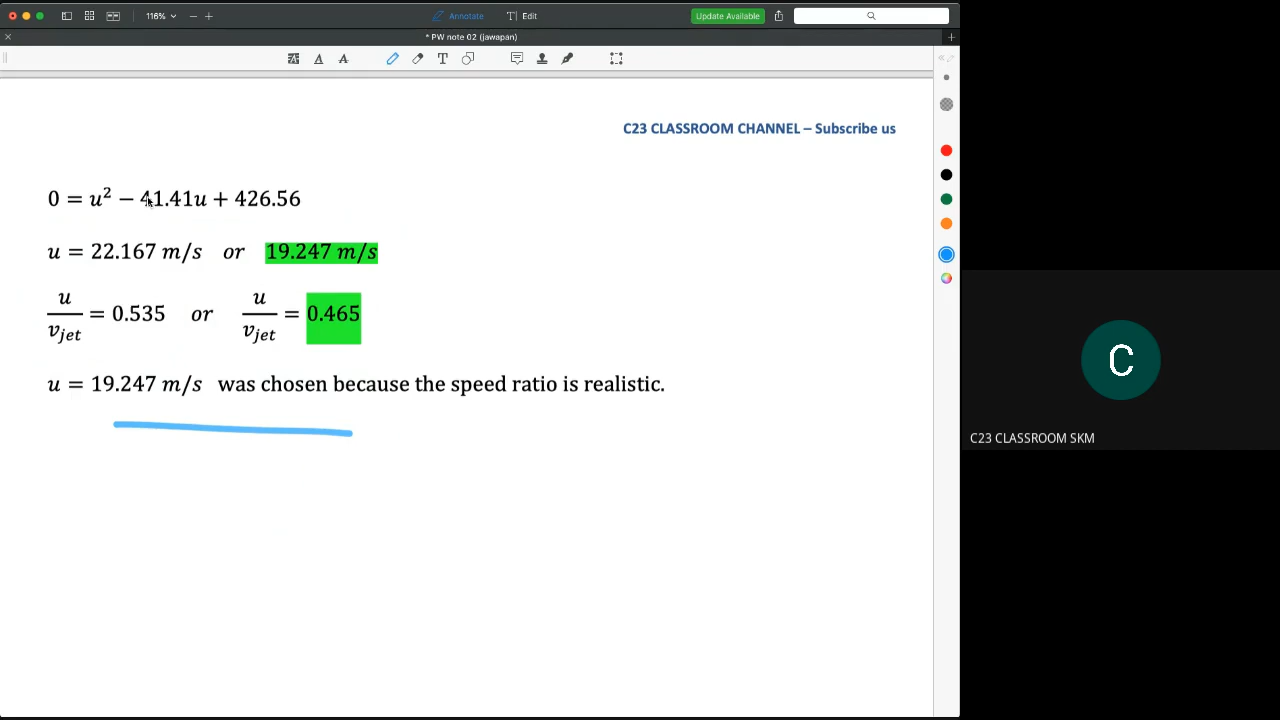 116%
Annotate
Edit
Update Available
* PW note 02 (jawapan)
C23 CLASSROOM CHANNEL – Subscribe us
0 = u² − 41.41u + 426.56
u = 22.167 m/s or 19.247 m/s
u/v_jet = 0.535 or u/v_jet = 0.465
u = 19.247 m/s was chosen because the speed ratio is realistic.
C
C23 CLASSROOM SKM